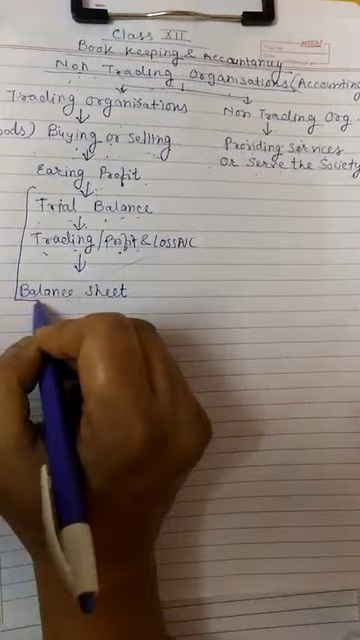 Class XII
Book Keeping & Accountancy
Non Trading Organisations (Accounting
Trading organisations
Non Trading Org.
oods) Buying or Selling
Providing services
Or Serve the Society
Earing Profit
Trial Balance
Trading / Profit & Loss A/C
Balance Sheet